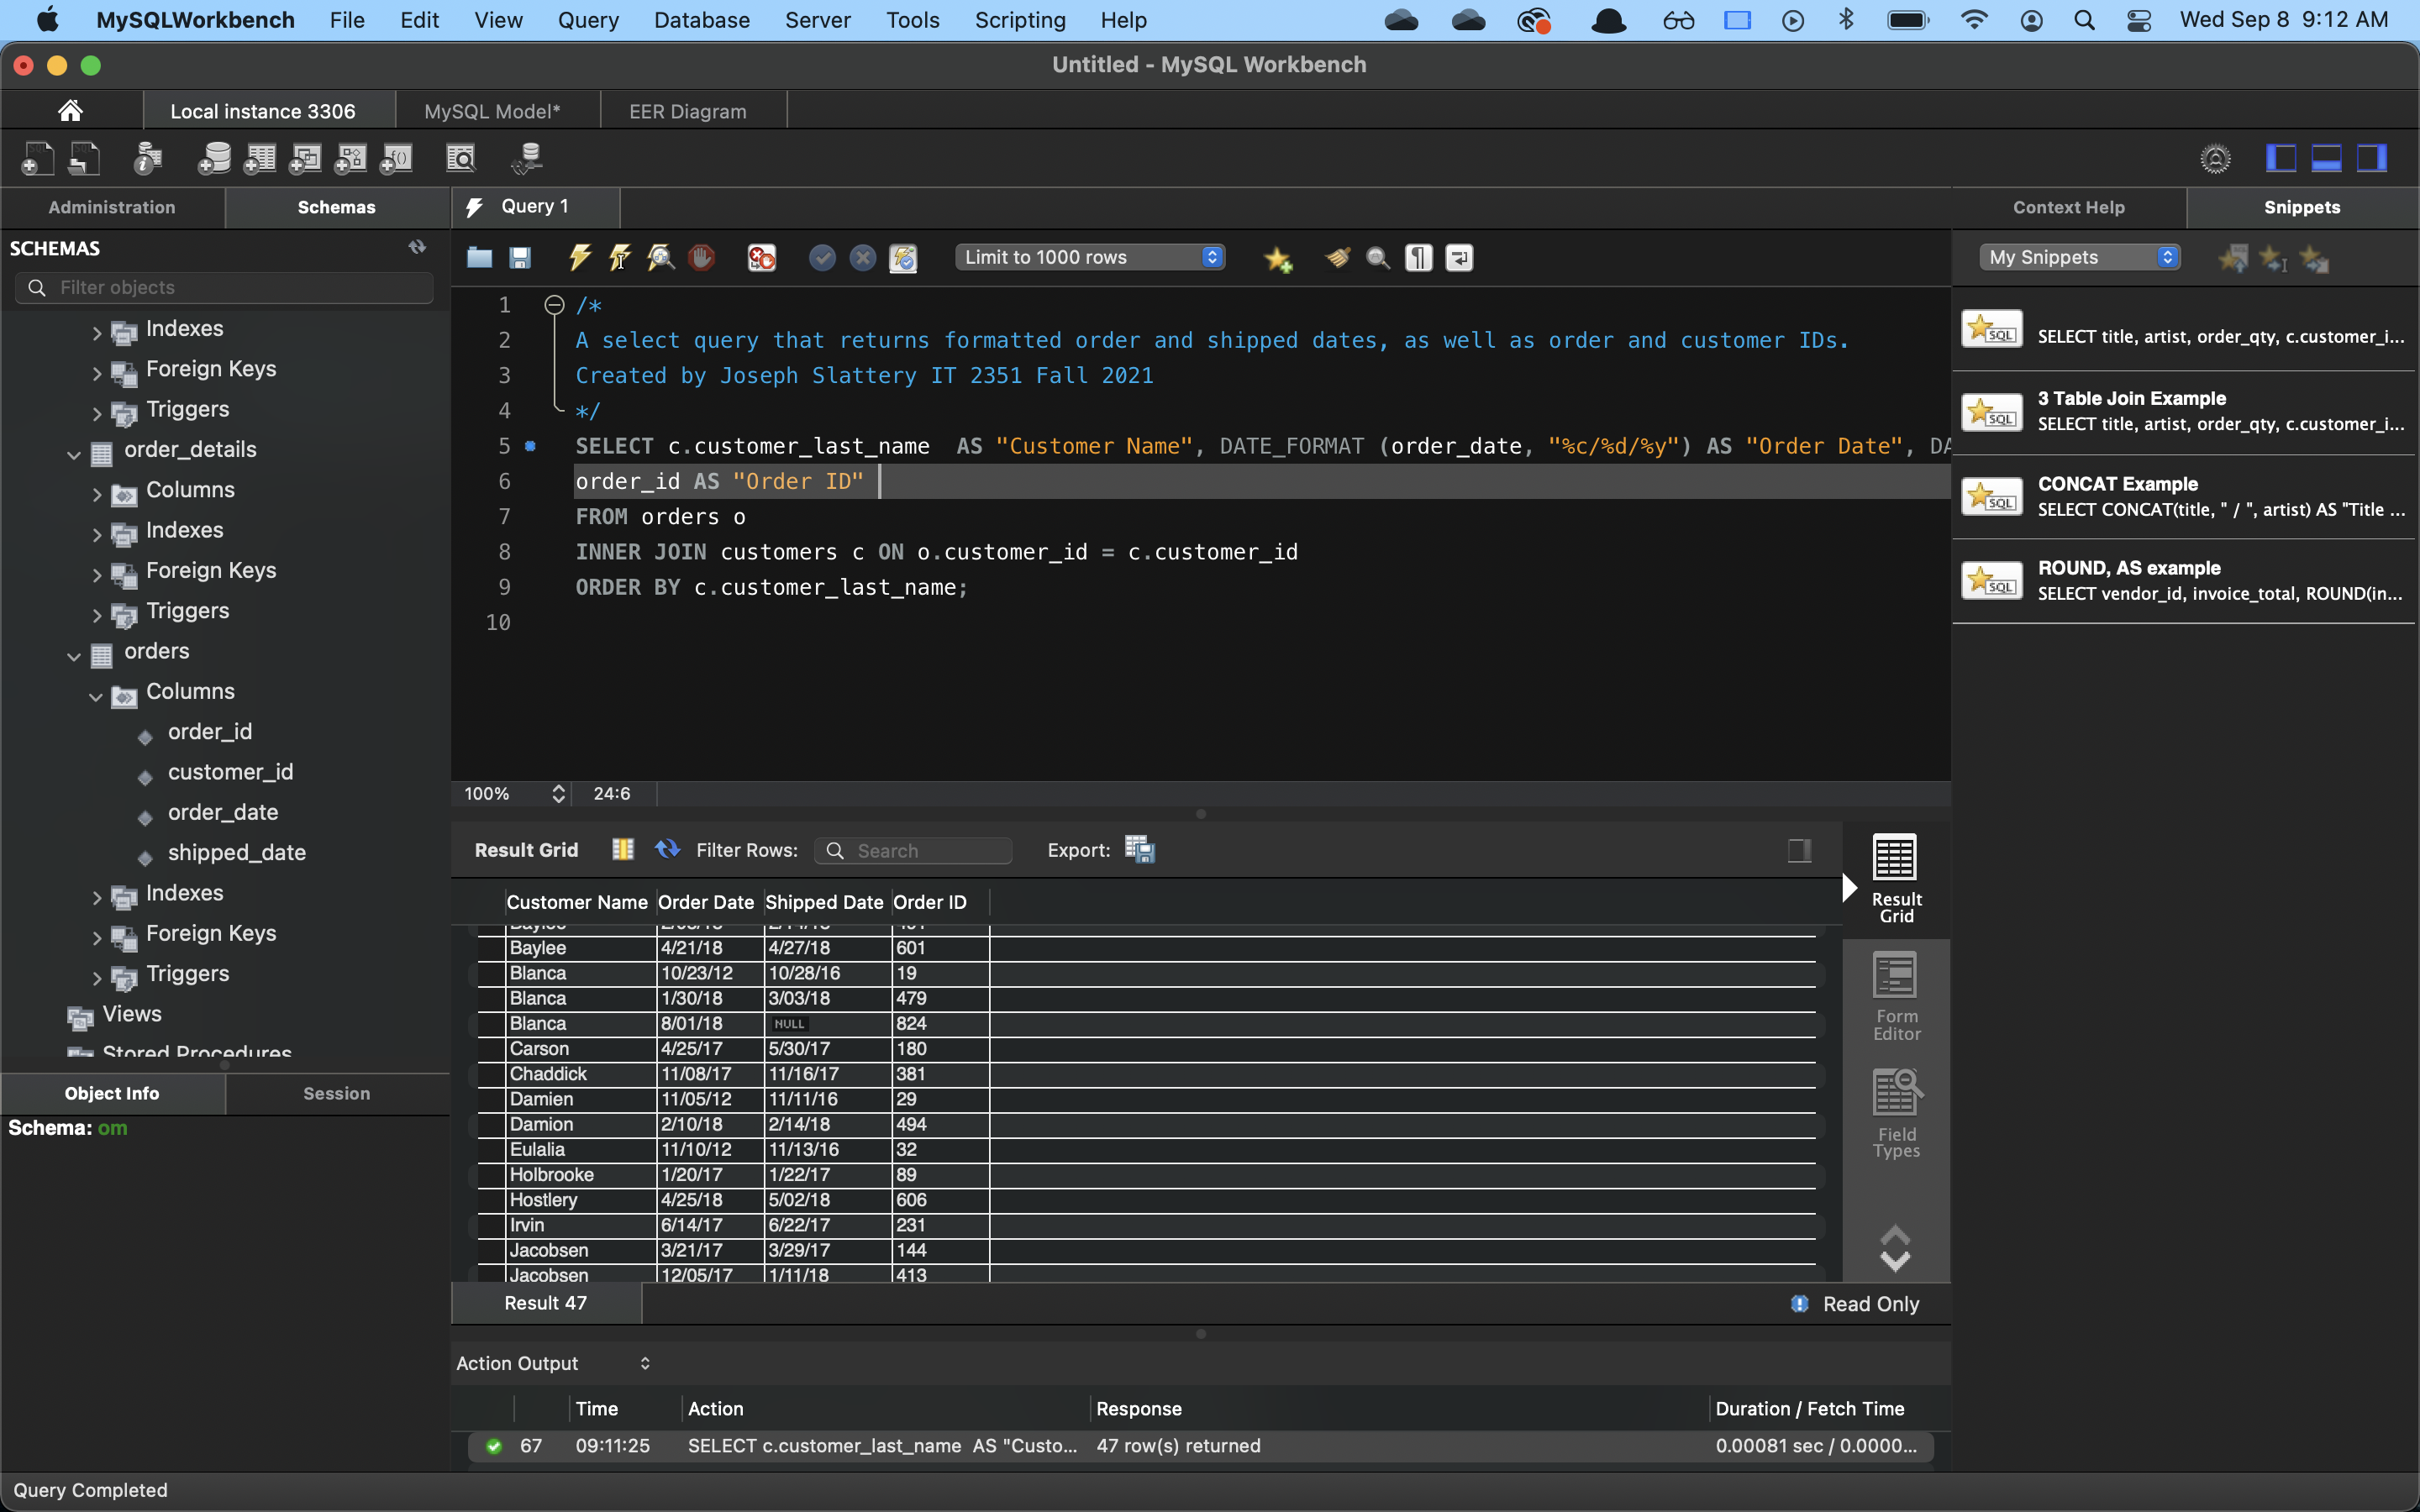 MySQLWorkbench File Edit View Query Database Server Tools Scripting Help Wed Sep 8 9:12 AM
Untitled - MySQL Workbench
Local instance 3306 MySQL Model* EER Diagram
Administration Schemas Query 1 Context Help Snippets
SCHEMAS
Filter objects
Limit to 1000 rows
My Snippets
Indexes
Foreign Keys
Triggers
order_details
Columns
Indexes
Foreign Keys
Triggers
orders
Columns
order_id
customer_id
order_date
shipped_date
Indexes
Foreign Keys
Triggers
Views
Stored Procedures
Object Info Session
Schema: om
1 /*
2 A select query that returns formatted order and shipped dates, as well as order and customer IDs.
3 Created by Joseph Slattery IT 2351 Fall 2021
4 */
5 SELECT c.customer_last_name  AS "Customer Name", DATE_FORMAT (order_date, "%c/%d/%y") AS "Order Date", DA
6 order_id AS "Order ID"
7 FROM orders o
8 INNER JOIN customers c ON o.customer_id = c.customer_id
9 ORDER BY c.customer_last_name;
10
100% 24:6
Result Grid Filter Rows: Search Export:
Customer Name Order Date Shipped Date Order ID
Baylee 4/21/18 4/27/18 601
Blanca 10/23/12 10/28/16 19
Blanca 1/30/18 3/03/18 479
Blanca 8/01/18 NULL 824
Carson 4/25/17 5/30/17 180
Chaddick 11/08/17 11/16/17 381
Damien 11/05/12 11/11/16 29
Damion 2/10/18 2/14/18 494
Eulalia 11/10/12 11/13/16 32
Holbrooke 1/20/17 1/22/17 89
Hostlery 4/25/18 5/02/18 606
Irvin 6/14/17 6/22/17 231
Jacobsen 3/21/17 3/29/17 144
Jacobsen 12/05/17 1/11/18 413
Result
Grid
Form
Editor
Field
Types
Result 47 Read Only
Action Output
Time Action Response Duration / Fetch Time
67 09:11:25 SELECT c.customer_last_name  AS "Custo... 47 row(s) returned 0.00081 sec / 0.0000...
SQL SELECT title, artist, order_qty, c.customer_i...
3 Table Join Example
SQL SELECT title, artist, order_qty, c.customer_i...
CONCAT Example
SQL SELECT CONCAT(title, " / ", artist) AS "Title ...
ROUND, AS example
SQL SELECT vendor_id, invoice_total, ROUND(in...
Query Completed